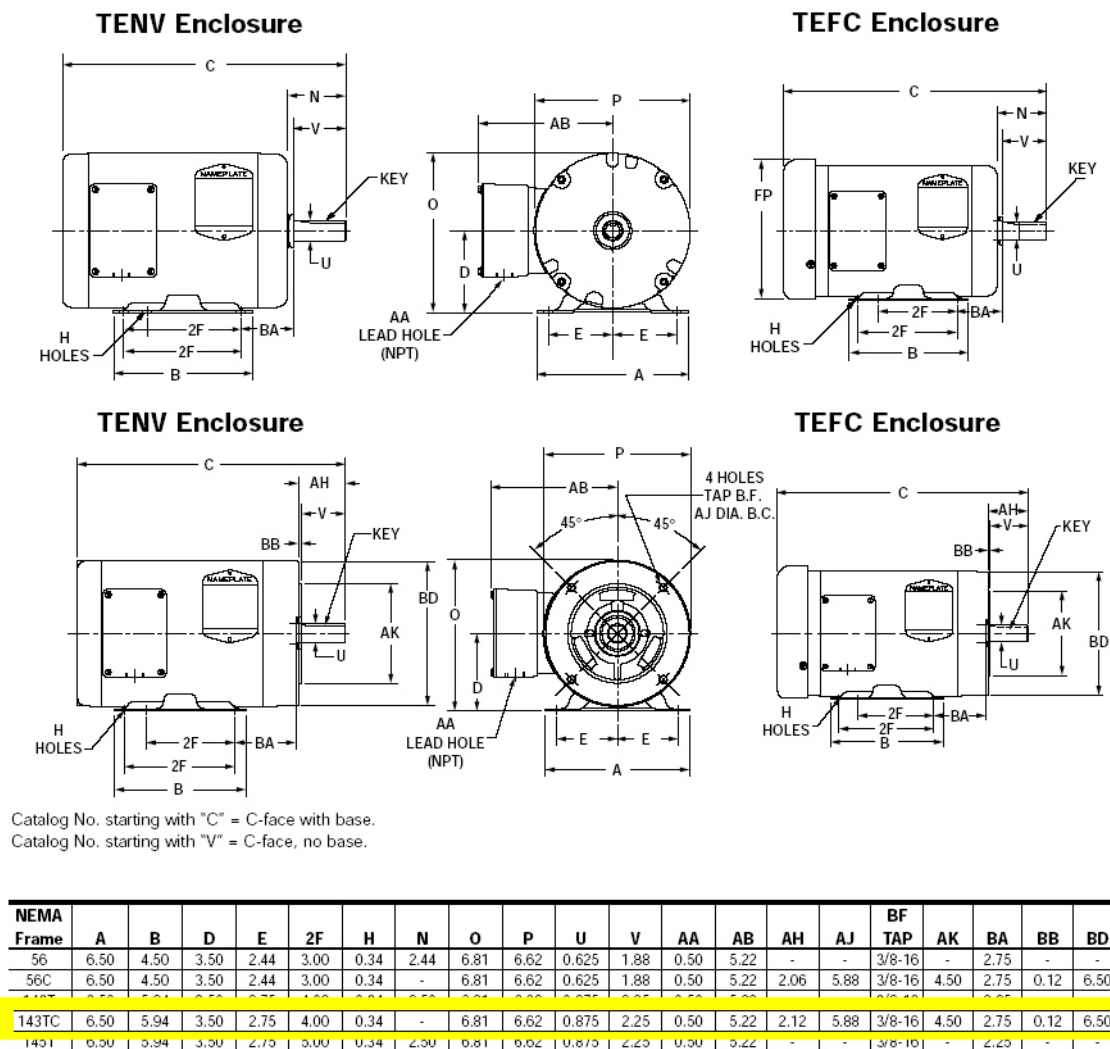 TENV Enclosure
TEFC Enclosure
C
N
V
KEY
NAMEPLATE
U
2F
BA
H
HOLES
2F
B
P
AB
O
D
AA
LEAD HOLE
(NPT)
E
E
A
C
N
V
KEY
FP
NAMEPLATE
U
2F
BA
H
HOLES
2F
B
TENV Enclosure
TEFC Enclosure
C
AH
V
BB
KEY
NAMEPLATE
BD
AK
U
H
HOLES
2F
BA
2F
B
P
AB
4 HOLES
TAP B.F.
AJ DIA. B.C.
45°
45°
O
D
AA
LEAD HOLE
(NPT)
E
E
A
C
AH
V
KEY
BB
NAMEPLATE
AK
BD
U
H
HOLES
2F
BA
2F
B
Catalog No. starting with "C" = C-face with base.
Catalog No. starting with "V" = C-face, no base.
NEMA BF
Frame A B D E 2F H N O P U V AA AB AH AJ TAP AK BA BB BD
56 6.50 4.50 3.50 2.44 3.00 0.34 2.44 6.81 6.62 0.625 1.88 0.50 5.22 - - 3/8-16 - 2.75 - -
56C 6.50 4.50 3.50 2.44 3.00 0.34 - 6.81 6.62 0.625 1.88 0.50 5.22 2.06 5.88 3/8-16 4.50 2.75 0.12 6.50
143TC 6.50 5.94 3.50 2.75 4.00 0.34 - 6.81 6.62 0.875 2.25 0.50 5.22 2.12 5.88 3/8-16 4.50 2.75 0.12 6.50
145T 6.50 5.94 3.50 2.75 5.00 0.34 2.50 6.81 6.62 0.875 2.25 0.50 5.22 - - 3/8-16 - 2.25 - -